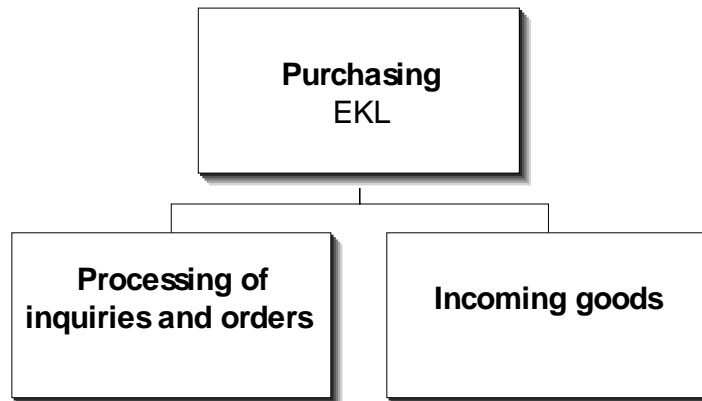 Purchasing
EKL
Processing of
inquiries and orders
Incoming goods